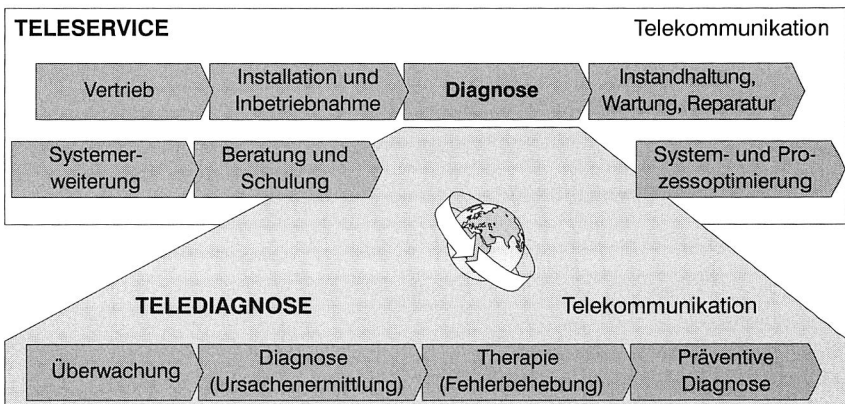 TELESERVICE
Telekommunikation
Vertrieb
Installation und
Inbetriebnahme
Diagnose
Instandhaltung,
Wartung, Reparatur
Systemer-
weiterung
Beratung und
Schulung
System- und Pro-
zessoptimierung
TELEDIAGNOSE
Telekommunikation
Überwachung
Diagnose
(Ursachenermittlung)
Therapie
(Fehlerbehebung)
Präventive
Diagnose